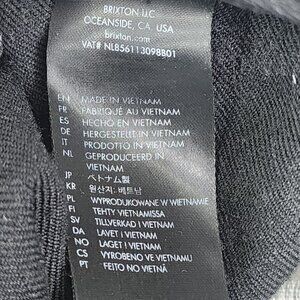 BRIXTON LLC
OCEANSIDE, CA, USA
brixton.com
VAT# NL856113098B01
EN MADE IN VIETNAM
FR FABRIQUÉ AU VIETNAM
ES HECHO EN VIETNAM
DE HERGESTELLT IN VIETNAM
IT PRODOTTO IN VIETNAM
NL GEPRODUCEERD IN VIETNAM
JP ベトナム製
KR 원산지: 베트남
PL WYPRODUKOWANE W WIETNAMIE
FI TEHTY VIETNAMISSA
SV TILLVERKAD I VIETNAM
DA LAVET I VIETNAM
NO LAGET I VIETNAM
CS VYROBENO VE VIETNAMU
PT FEITO NO VIETNÃ